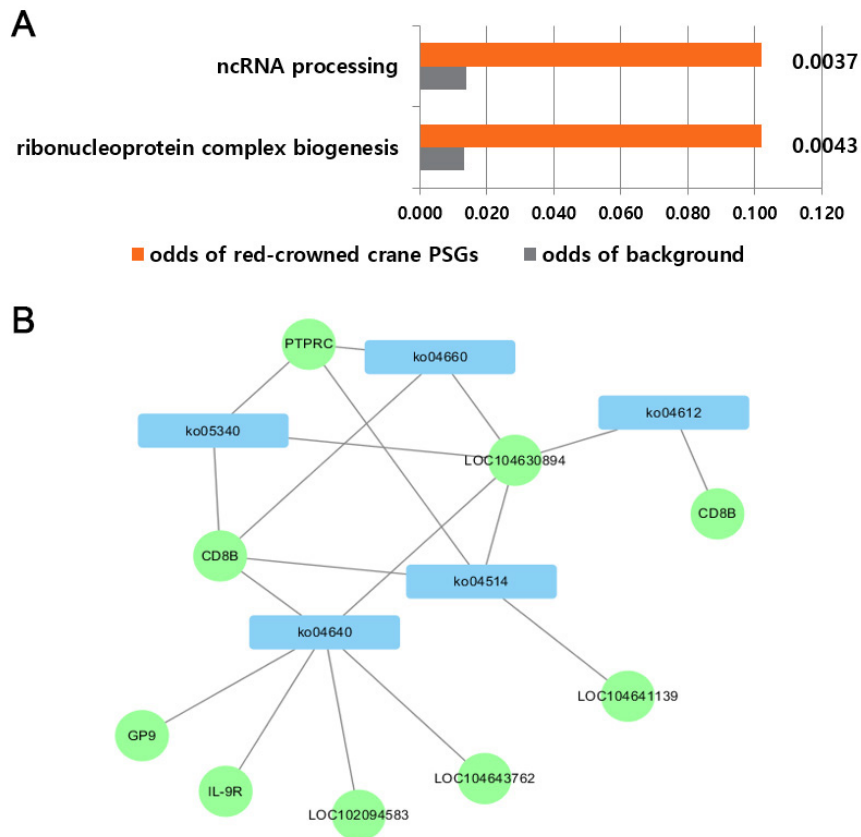 A
ncRNA processing
0.0037
ribonucleoprotein complex biogenesis
0.0043
0.000 0.020 0.040 0.060 0.080 0.100 0.120
odds of red-crowned crane PSGs odds of background
B
PTPRC
ko04660
ko04612
ko05340
LOC104630894
CD8B
CD8B
ko04514
ko04640
LOC104641139
GP9
LOC104643762
IL-9R
LOC102094583